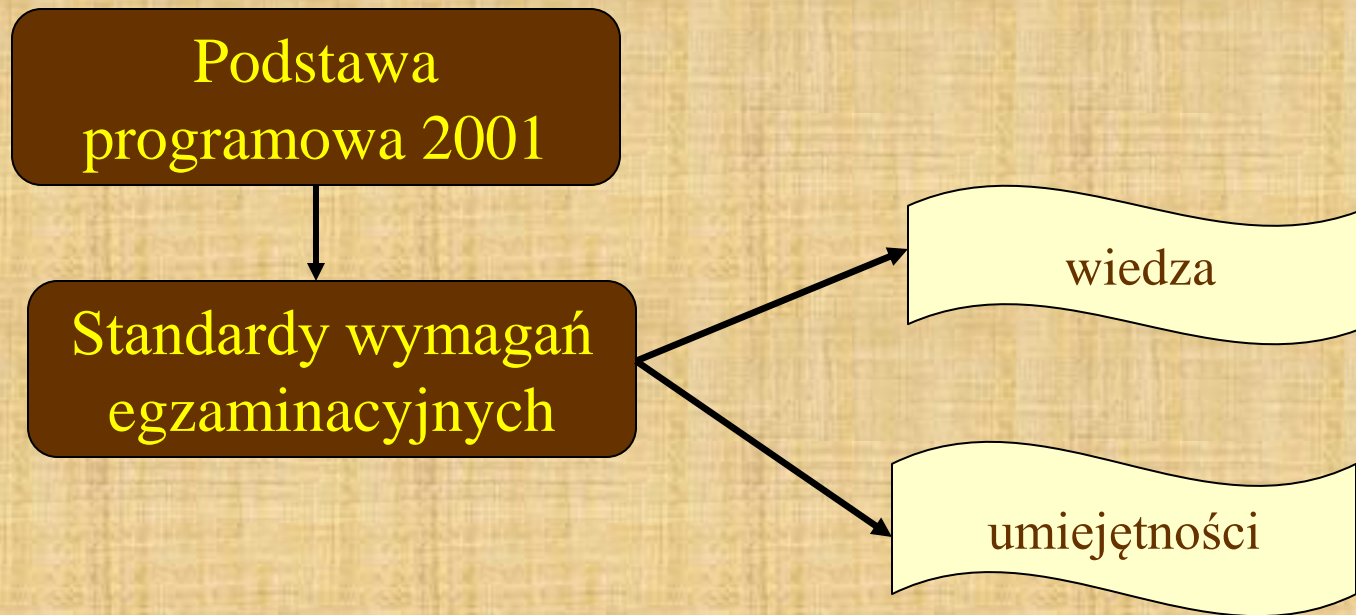 Podstawa
programowa 2001
Standardy wymagań
egzaminacyjnych
wiedza
umiejętności